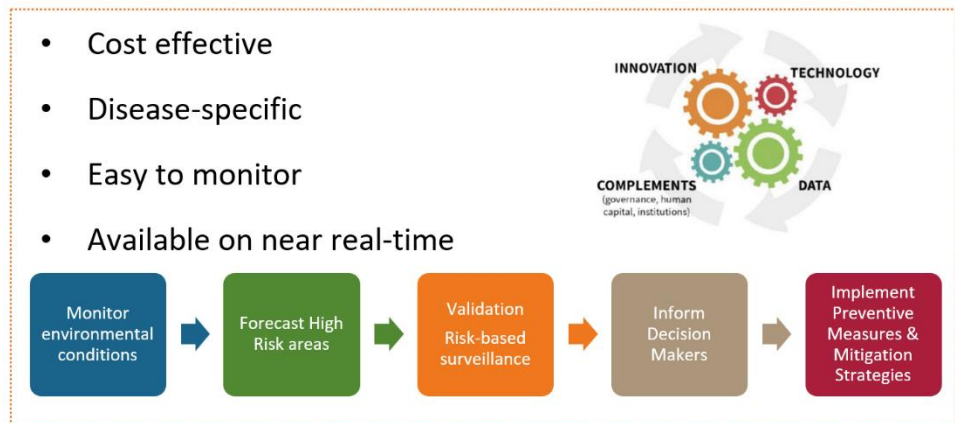 • Cost effective
• Disease-specific
• Easy to monitor
• Available on near real-time
INNOVATION
TECHNOLOGY
COMPLEMENTS
(governance, human
capital, institutions)
DATA
Monitor
environmental
conditions
Forecast High
Risk areas
Validation
Risk-based
surveillance
Inform
Decision
Makers
Implement
Preventive
Measures &
Mitigation
Strategies